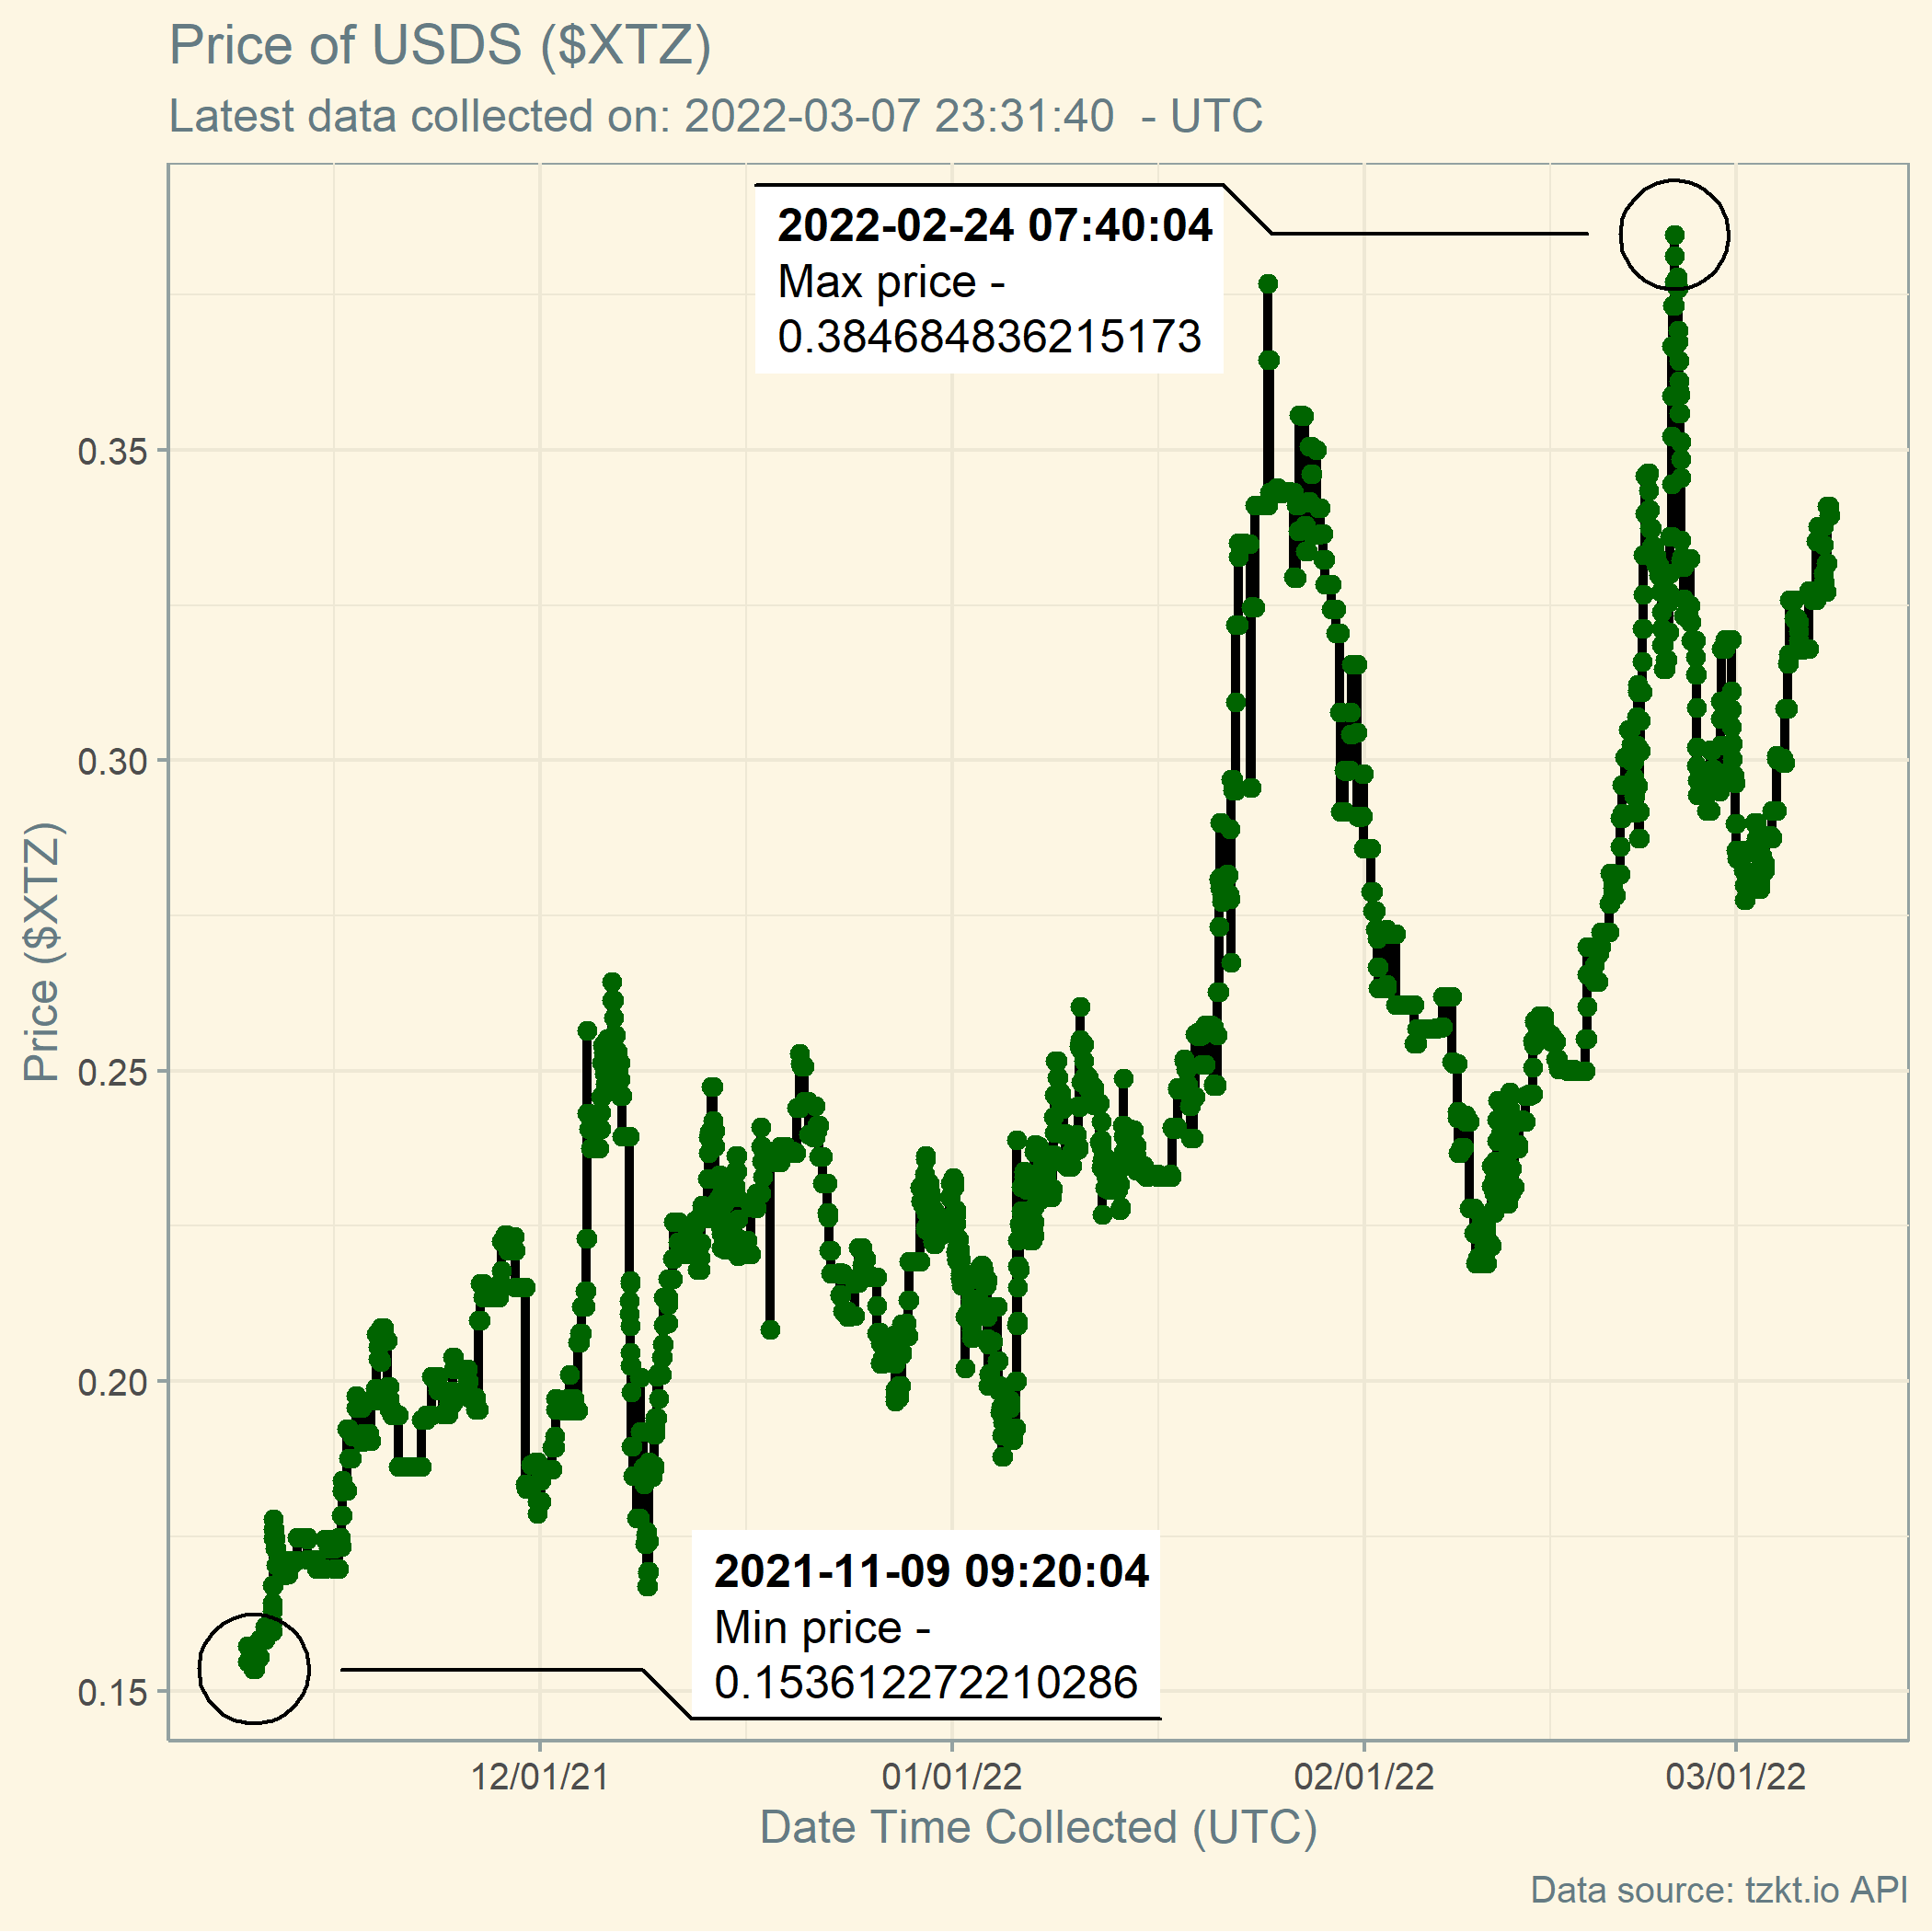 Price of USDS ($XTZ)
Latest data collected on: 2022-03-07 23:31:40  - UTC
2022-02-24 07:40:04
Max price -
0.384684836215173
0.35
0.30
0.25
0.20
0.15
Price ($XTZ)
2021-11-09 09:20:04
Min price -
0.153612272210286
12/01/21
01/01/22
02/01/22
03/01/22
Date Time Collected (UTC)
Data source: tzkt.io API